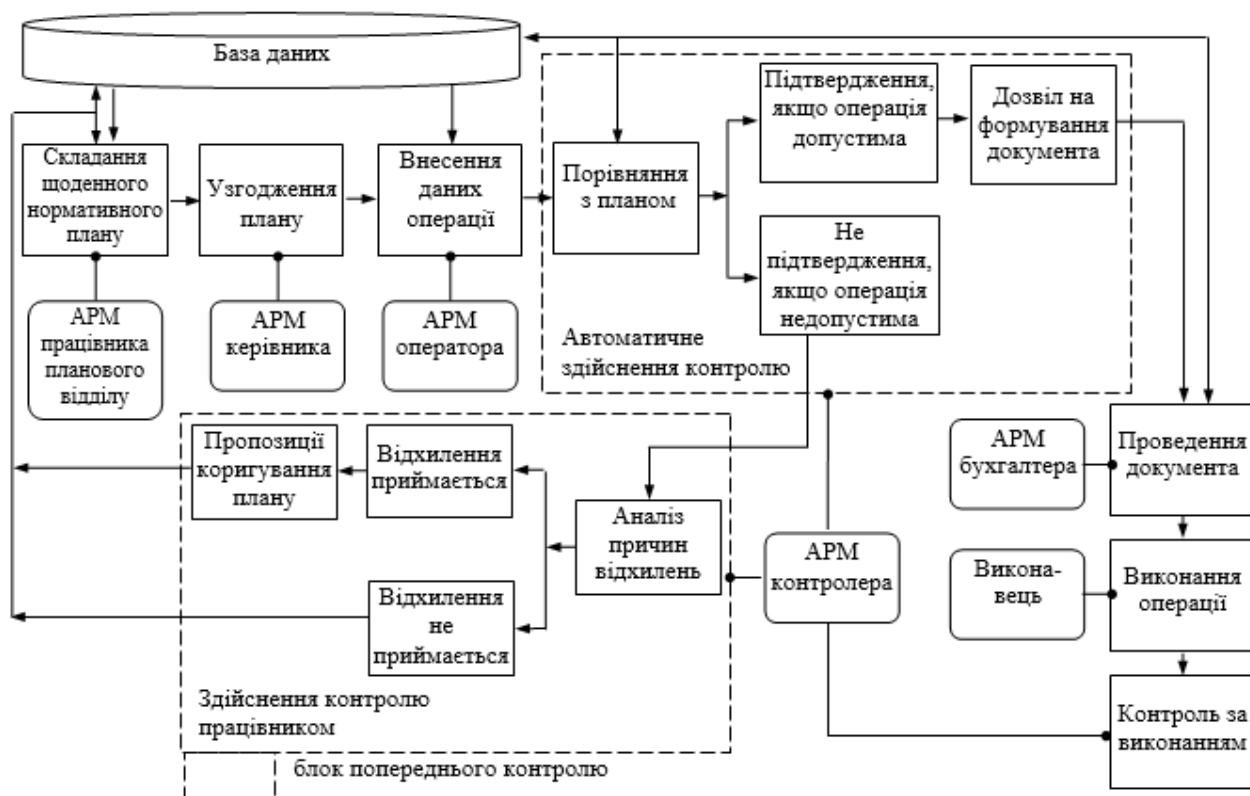 База даних
Складання
щоденного
нормативного
плану
Узгодження
плану
Внесення
даних
операції
Порівняння
з планом
Підтвердження,
якщо операція
допустима
Дозвіл на
формування
документа
Не
підтвердження,
якщо операція
недопустима
АРМ
працівника
планового
відділу
АРМ
керівника
АРМ
оператора
Автоматичне
здійснення контролю
Пропозиції
коригування
плану
Відхилення
приймається
Аналіз
причин
відхилень
АРМ
контролера
АРМ
бухгалтера
Проведення
документа
Викона-
вець
Виконання
операції
Відхилення
не
приймається
Здійснення контролю
працівником
Контроль за
виконанням
блок попереднього контролю